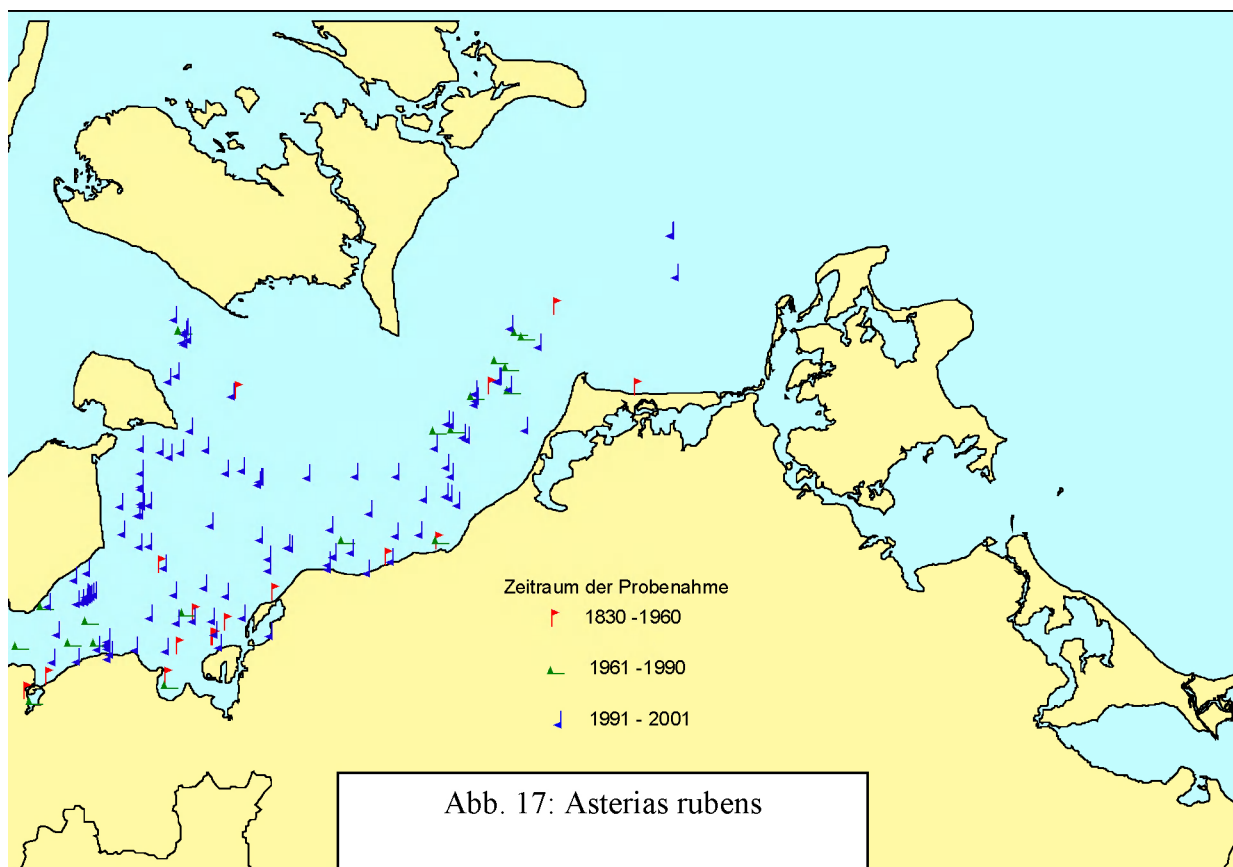 Zeitraum der Probenahme
1830 -1960
1961 -1990
1991 - 2001
Abb. 17: Asterias rubens